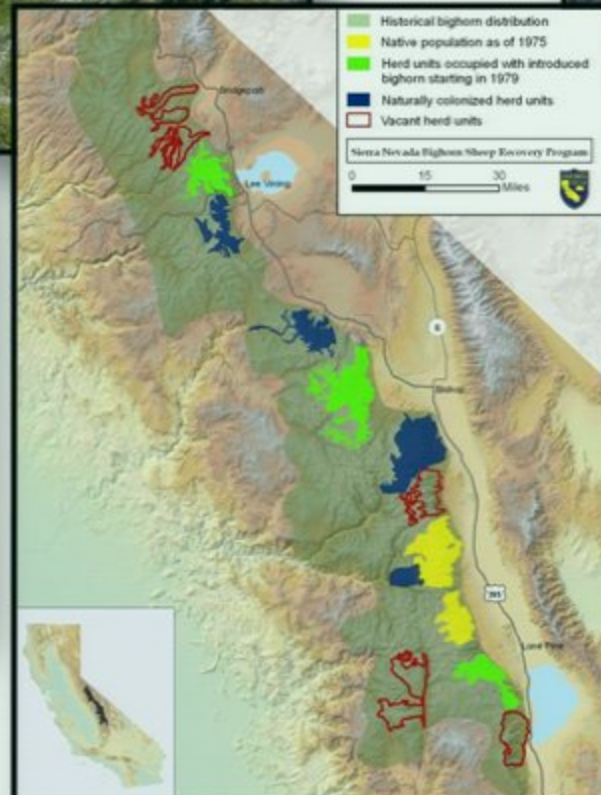 Historical bighorn distribution
Native population as of 1975
Herd units occupied with introduced
bighorn starting in 1979
Naturally colonized herd units
Vacant herd units
Sierra Nevada Bighorn Sheep Recovery Program
0 15 30
Miles
Bridgeport
Lee Vining
6
Bishop
395
Lone Pine